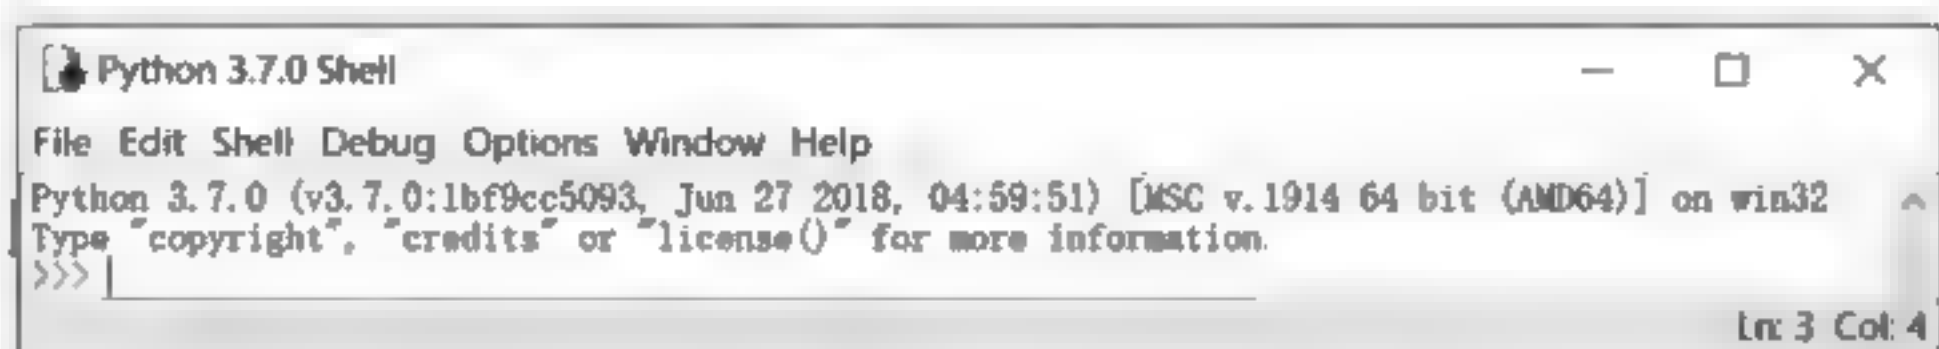 Python 3.7.0 Shell
File Edit Shell Debug Options Window Help
Python 3.7.0 (v3.7.0:1bf9cc5093, Jun 27 2018, 04:59:51) [MSC v.1914 64 bit (AMD64)] on win32
Type "copyright", "credits" or "license()" for more information.
>>>
Ln: 3 Col: 4